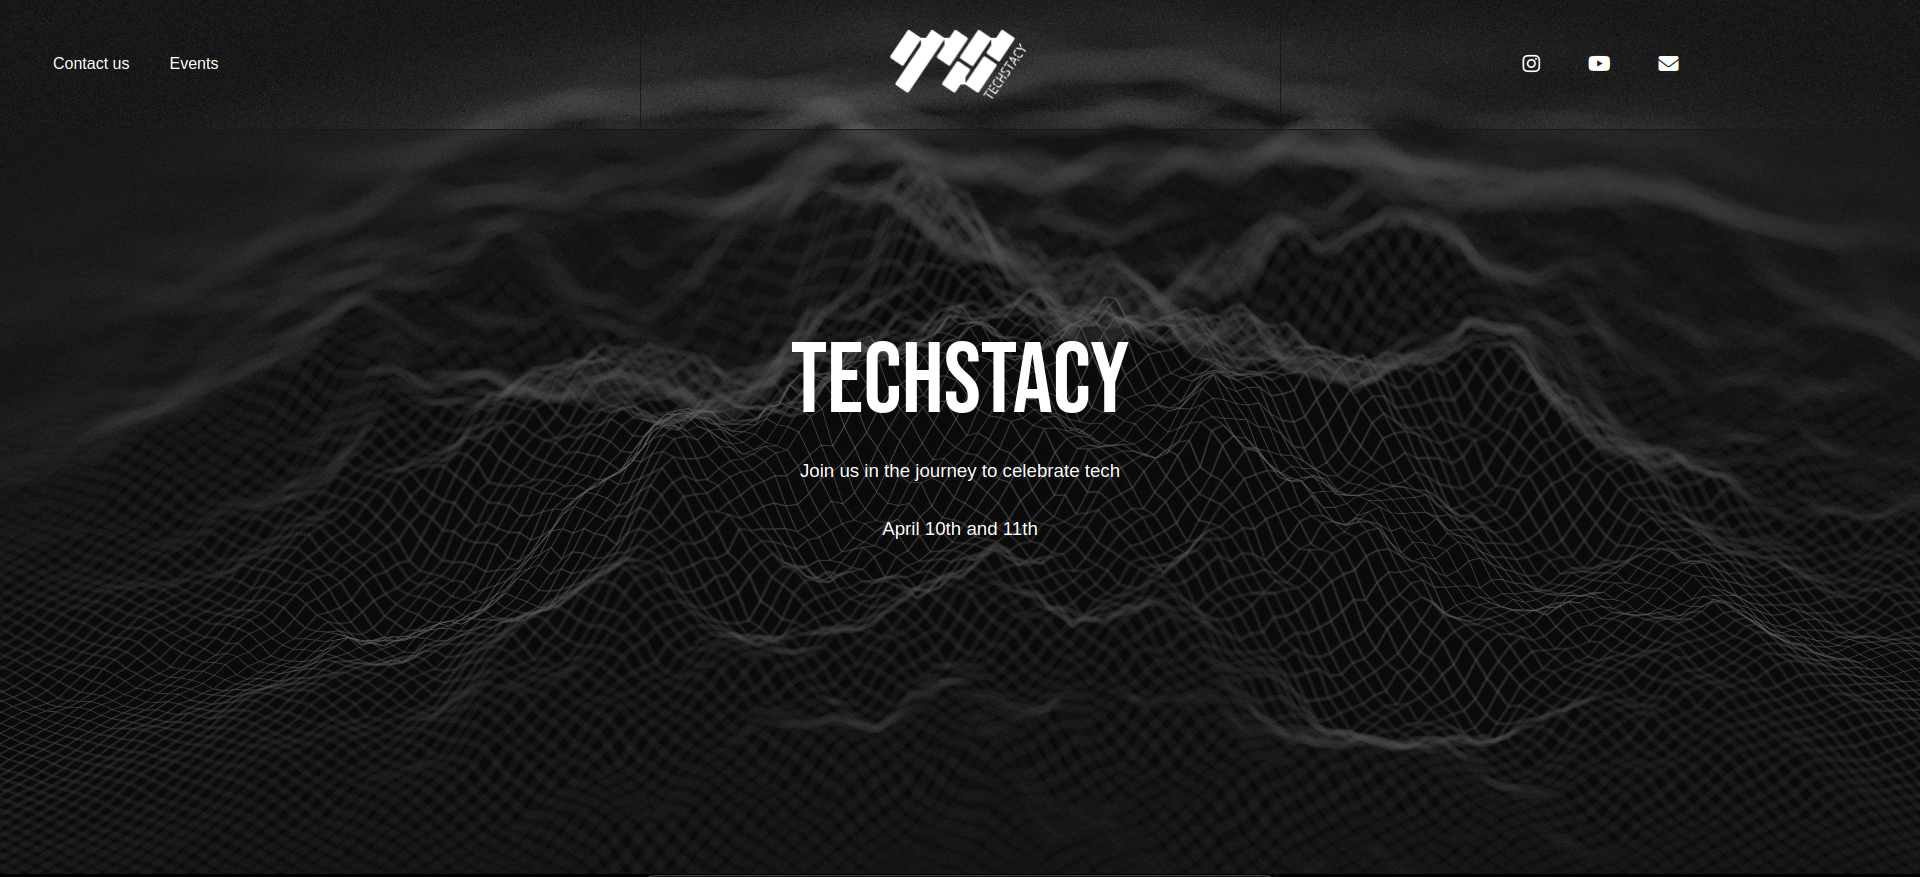 Contact us
Events
TECHSTACY
TECHSTACY
Join us in the journey to celebrate tech
April 10th and 11th